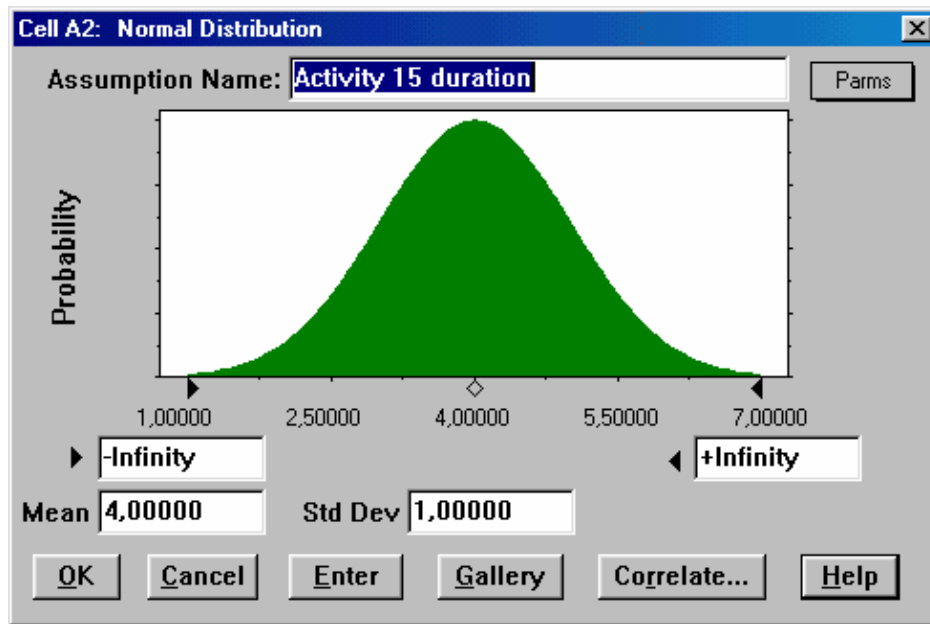 Cell A2: Normal Distribution
Assumption Name: Activity 15 duration Parms
Probability
1,00000 2,50000 4,00000 5,50000 7,00000
-Infinity +Infinity
Mean 4,00000 Std Dev 1,00000
OK Cancel Enter Gallery Correlate... Help